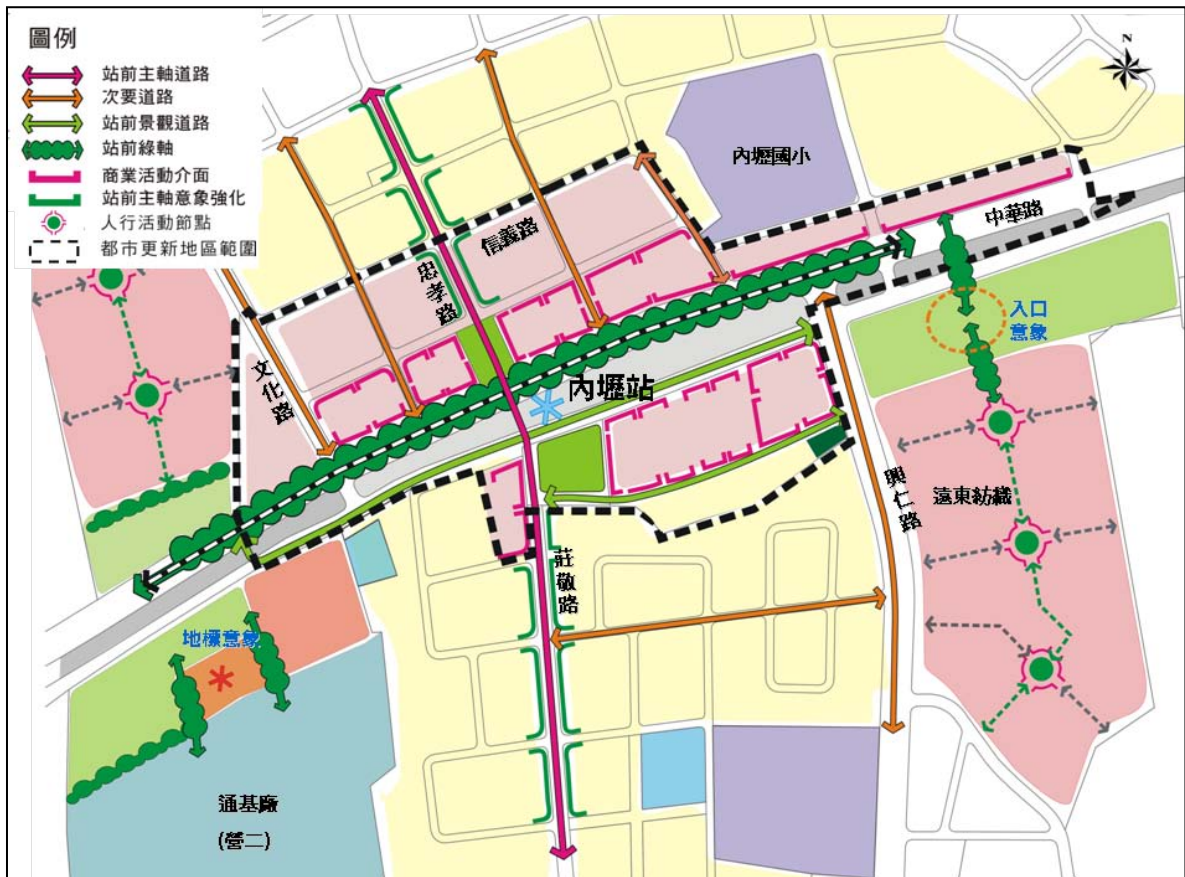 圖例
站前主軸道路
次要道路
站前景觀道路
站前綠軸
商業活動介面
站前主軸意象強化
人行活動節點
都市更新地區範圍
N
內壢國小
中華路
信義路
忠孝路
文化路
內壢站
入口
意象
興仁路
遠東紡織
莊敬路
地標意象
通基廠
(營二)